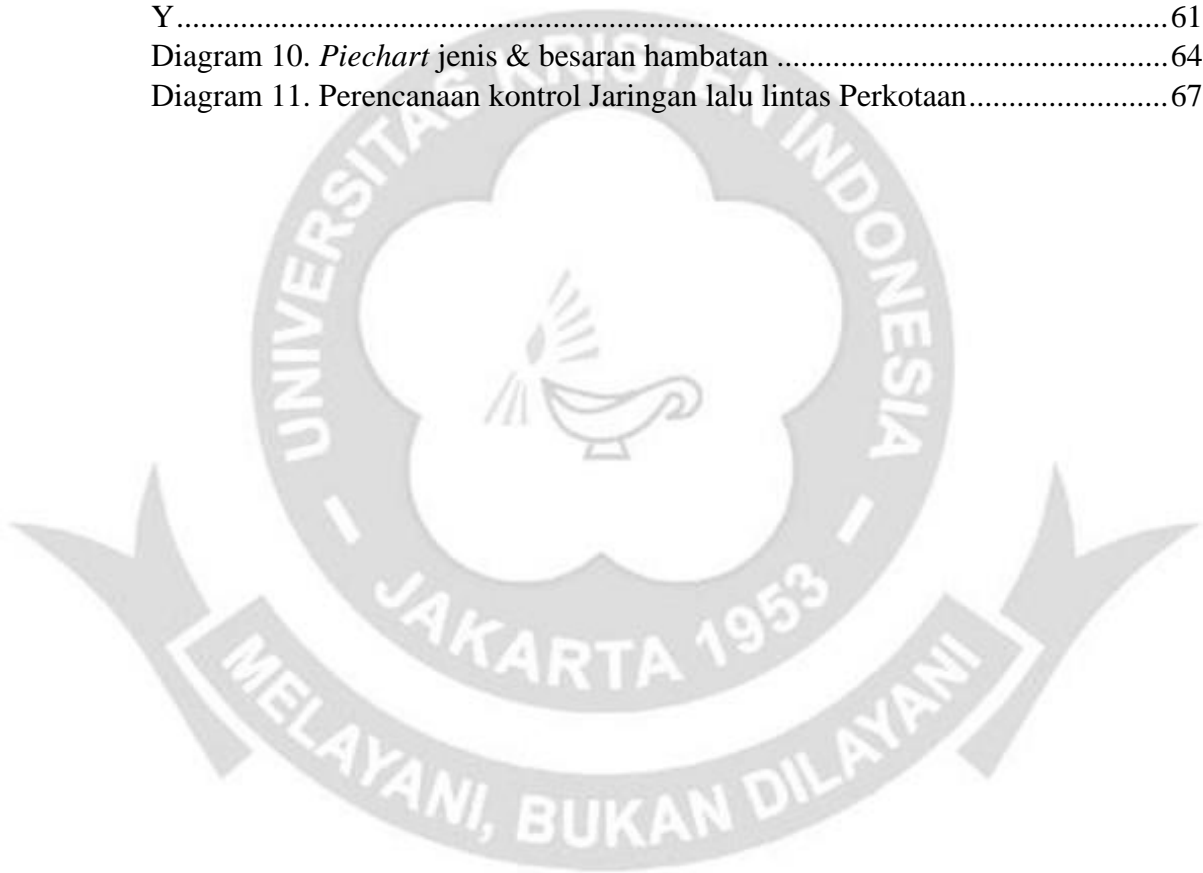 Y....................................................................................................................................61
Diagram 10. Piechart jenis & besaran hambatan ....................................................64
Diagram 11. Perencanaan kontrol Jaringan lalu lintas Perkotaan.......................67
UNIVERSITAS KRISTEN INDONESIA
- JAKARTA 1953 -
MELAYANI, BUKAN DILAYANI